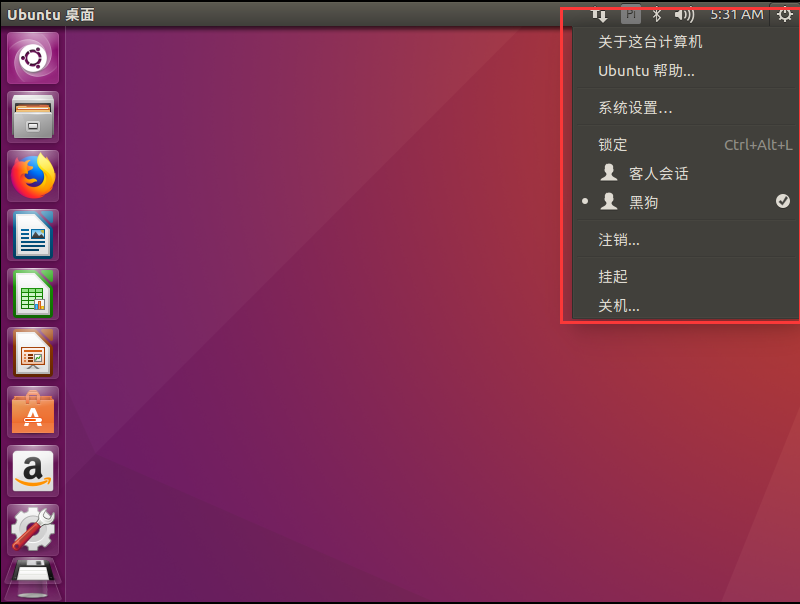 Ubuntu 桌面
Pi 5:31 AM
关于这台计算机
Ubuntu 帮助...
系统设置...
锁定 Ctrl+Alt+L
客人会话
黑狗
注销...
挂起
关机...